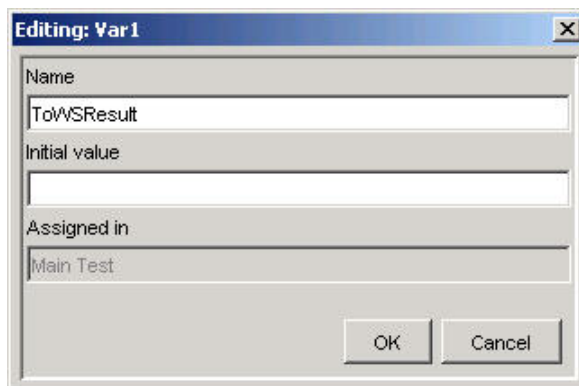 Editing: Var1
Name
ToWSResult
Initial value
Assigned in
Main Test
OK Cancel